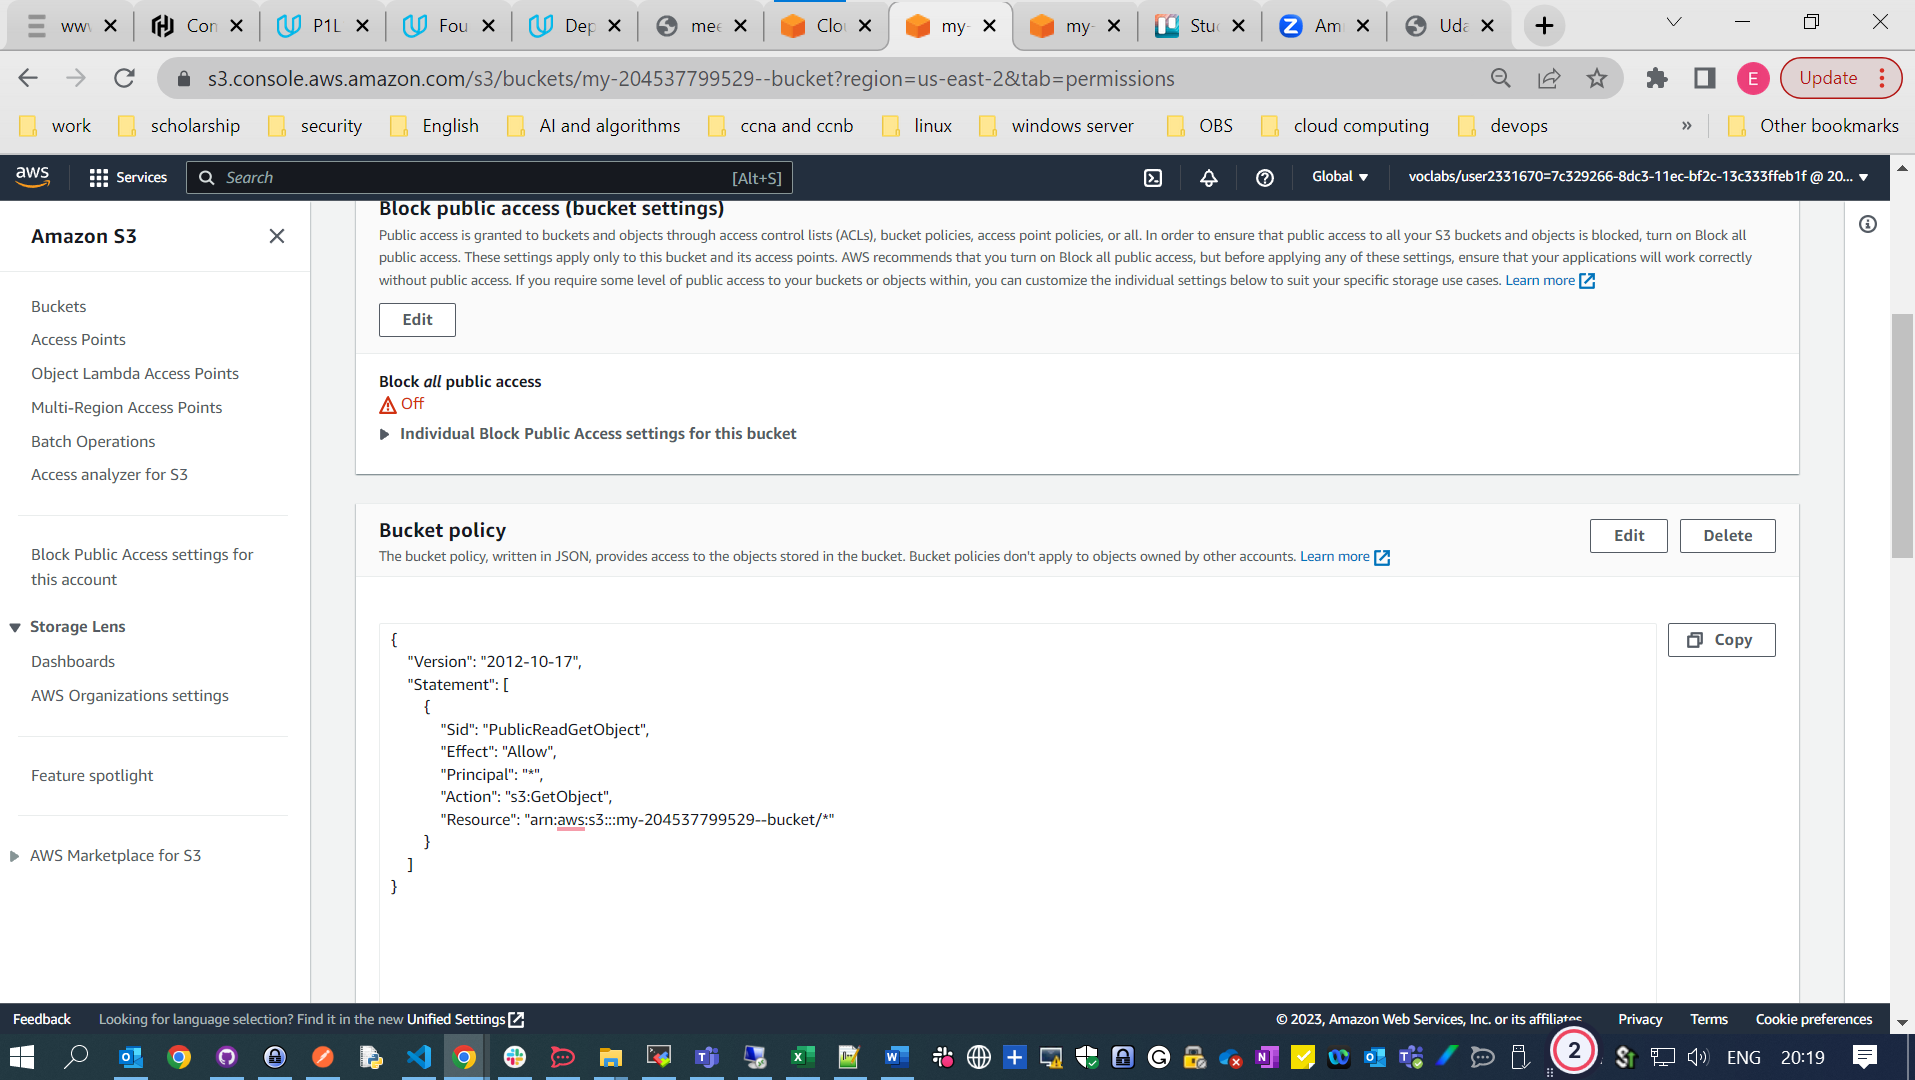 www
Con
P1L
Fou
Dep
mee
Clou
my-
my-
Stud
Am
Uda
s3.console.aws.amazon.com/s3/buckets/my-204537799529--bucket?region=us-east-2&tab=permissions
E
Update
work
scholarship
security
English
AI and algorithms
ccna and ccnb
linux
windows server
OBS
cloud computing
devops
»
Other bookmarks
aws
Services
Search
[Alt+S]
Global
voclabs/user2331670=7c329266-8dc3-11ec-bf2c-13c333ffeb1f @ 20...
Amazon S3
Buckets
Access Points
Object Lambda Access Points
Multi-Region Access Points
Batch Operations
Access analyzer for S3
Block Public Access settings for
this account
Storage Lens
Dashboards
AWS Organizations settings
Feature spotlight
AWS Marketplace for S3
Block public access (bucket settings)
Public access is granted to buckets and objects through access control lists (ACLs), bucket policies, access point policies, or all. In order to ensure that public access to all your S3 buckets and objects is blocked, turn on Block all
public access. These settings apply only to this bucket and its access points. AWS recommends that you turn on Block all public access, but before applying any of these settings, ensure that your applications will work correctly
without public access. If you require some level of public access to your buckets or objects within, you can customize the individual settings below to suit your specific storage use cases. Learn more
Edit
Block all public access
Off
Individual Block Public Access settings for this bucket
Bucket policy
Edit
Delete
The bucket policy, written in JSON, provides access to the objects stored in the bucket. Bucket policies don't apply to objects owned by other accounts. Learn more
Copy
{
"Version": "2012-10-17",
"Statement": [
{
"Sid": "PublicReadGetObject",
"Effect": "Allow",
"Principal": "*",
"Action": "s3:GetObject",
"Resource": "arn:aws:s3:::my-204537799529--bucket/*"
}
]
}
Feedback
Looking for language selection? Find it in the new Unified Settings
© 2023, Amazon Web Services, Inc. or its affiliates.
Privacy
Terms
Cookie preferences
2
ENG
20:19